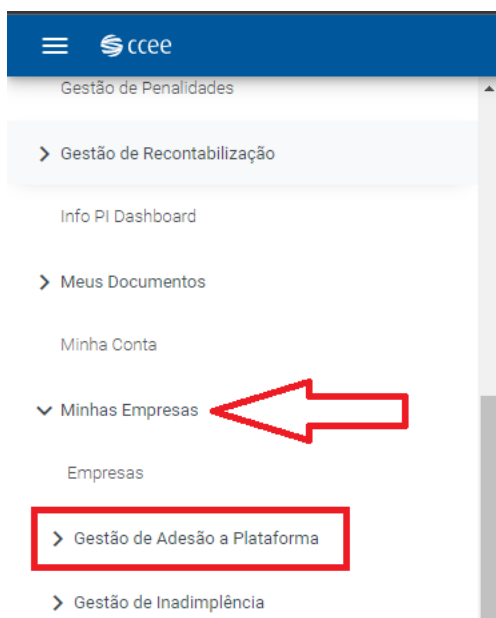 ccee
Gestão de Penalidades
Gestão de Recontabilização
Info PI Dashboard
Meus Documentos
Minha Conta
Minhas Empresas
Empresas
Gestão de Adesão a Plataforma
Gestão de Inadimplência